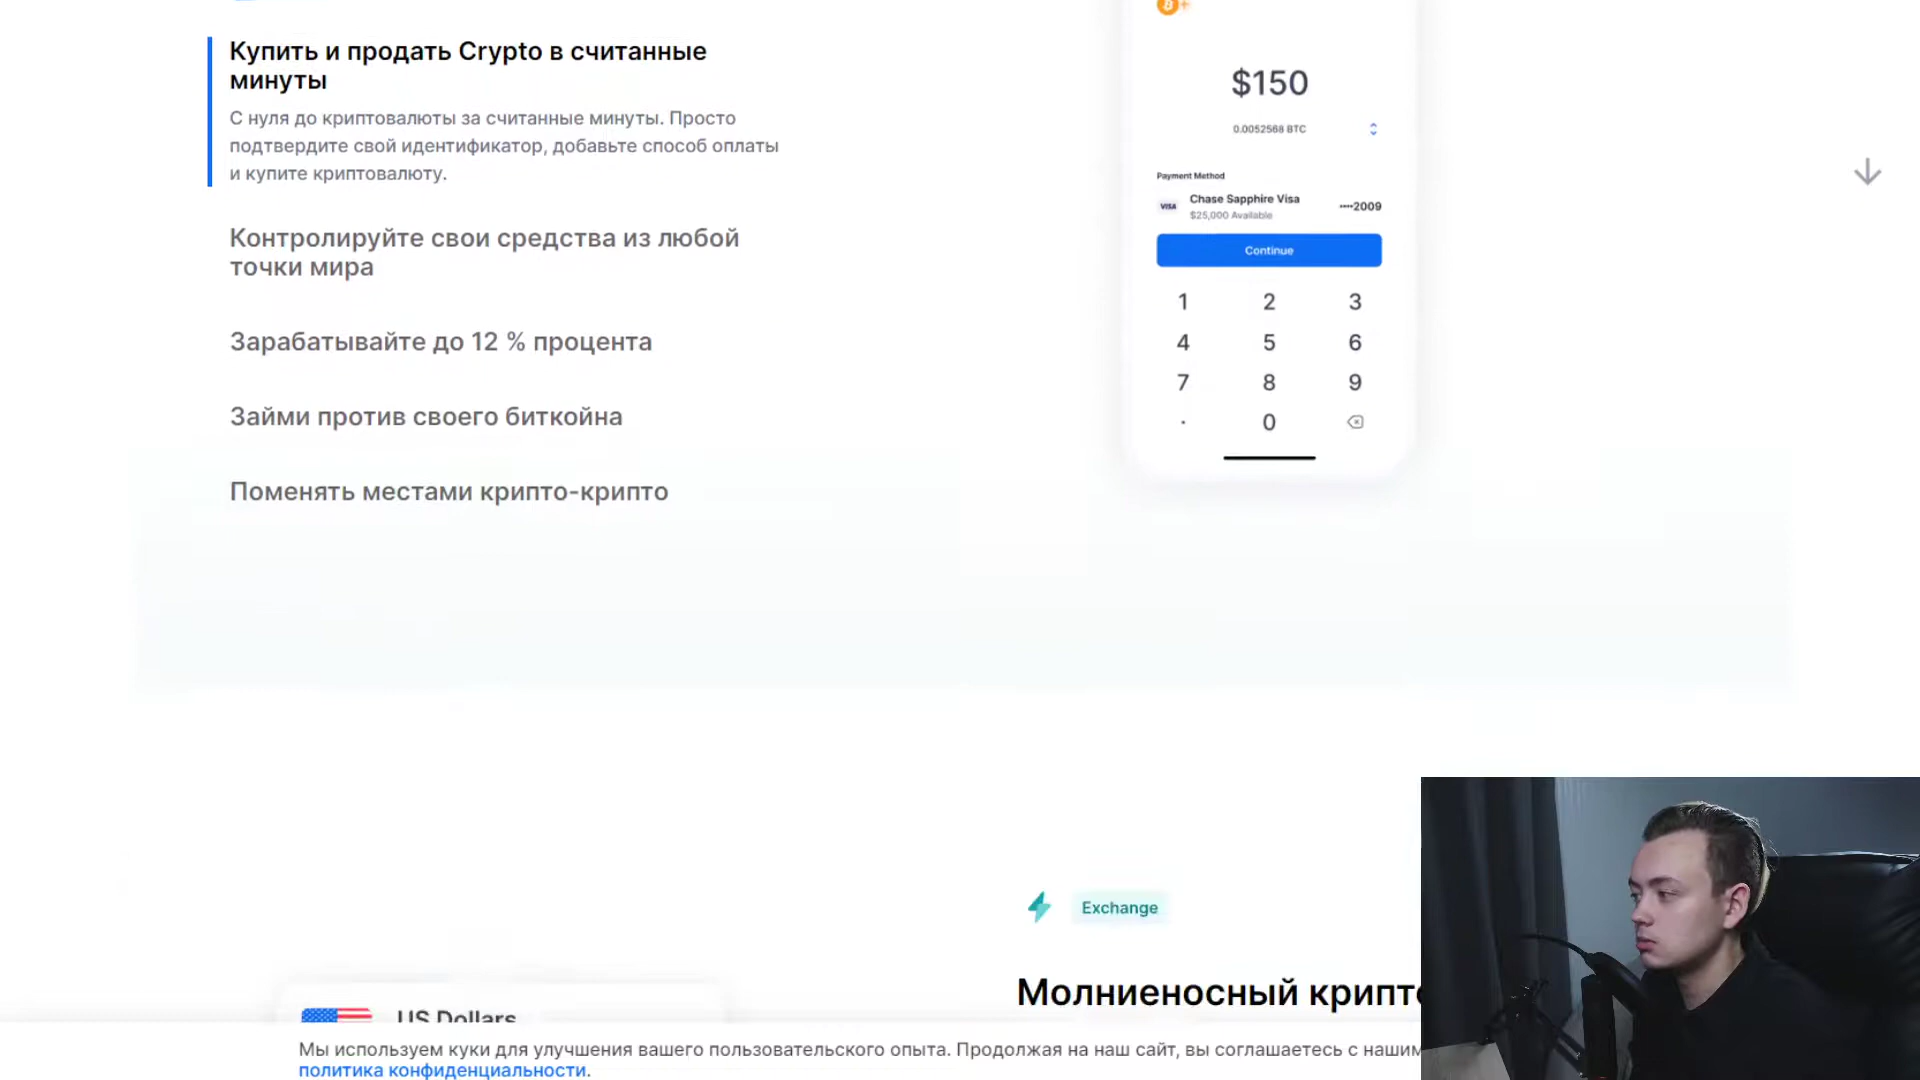 Купить и продать Crypto в считанные
минуты
С нуля до криптовалюты за считанные минуты. Просто
подтвердите свой идентификатор, добавьте способ оплаты
и купите криптовалюту.
Контролируйте свои средства из любой
точки мира
Зарабатывайте до 12 % процента
Займи против своего биткойна
Поменять местами крипто-крипто
$150
0.0052568 BTC
Payment Method
VISA
Chase Sapphire Visa
$25,000 Available
····2009
Continue
1 2 3
4 5 6
7 8 9
· 0
Exchange
Молниеносный крипто
US Dollars
Мы используем куки для улучшения вашего пользовательского опыта. Продолжая на наш сайт, вы соглашаетесь с нашим
политика конфиденциальности.